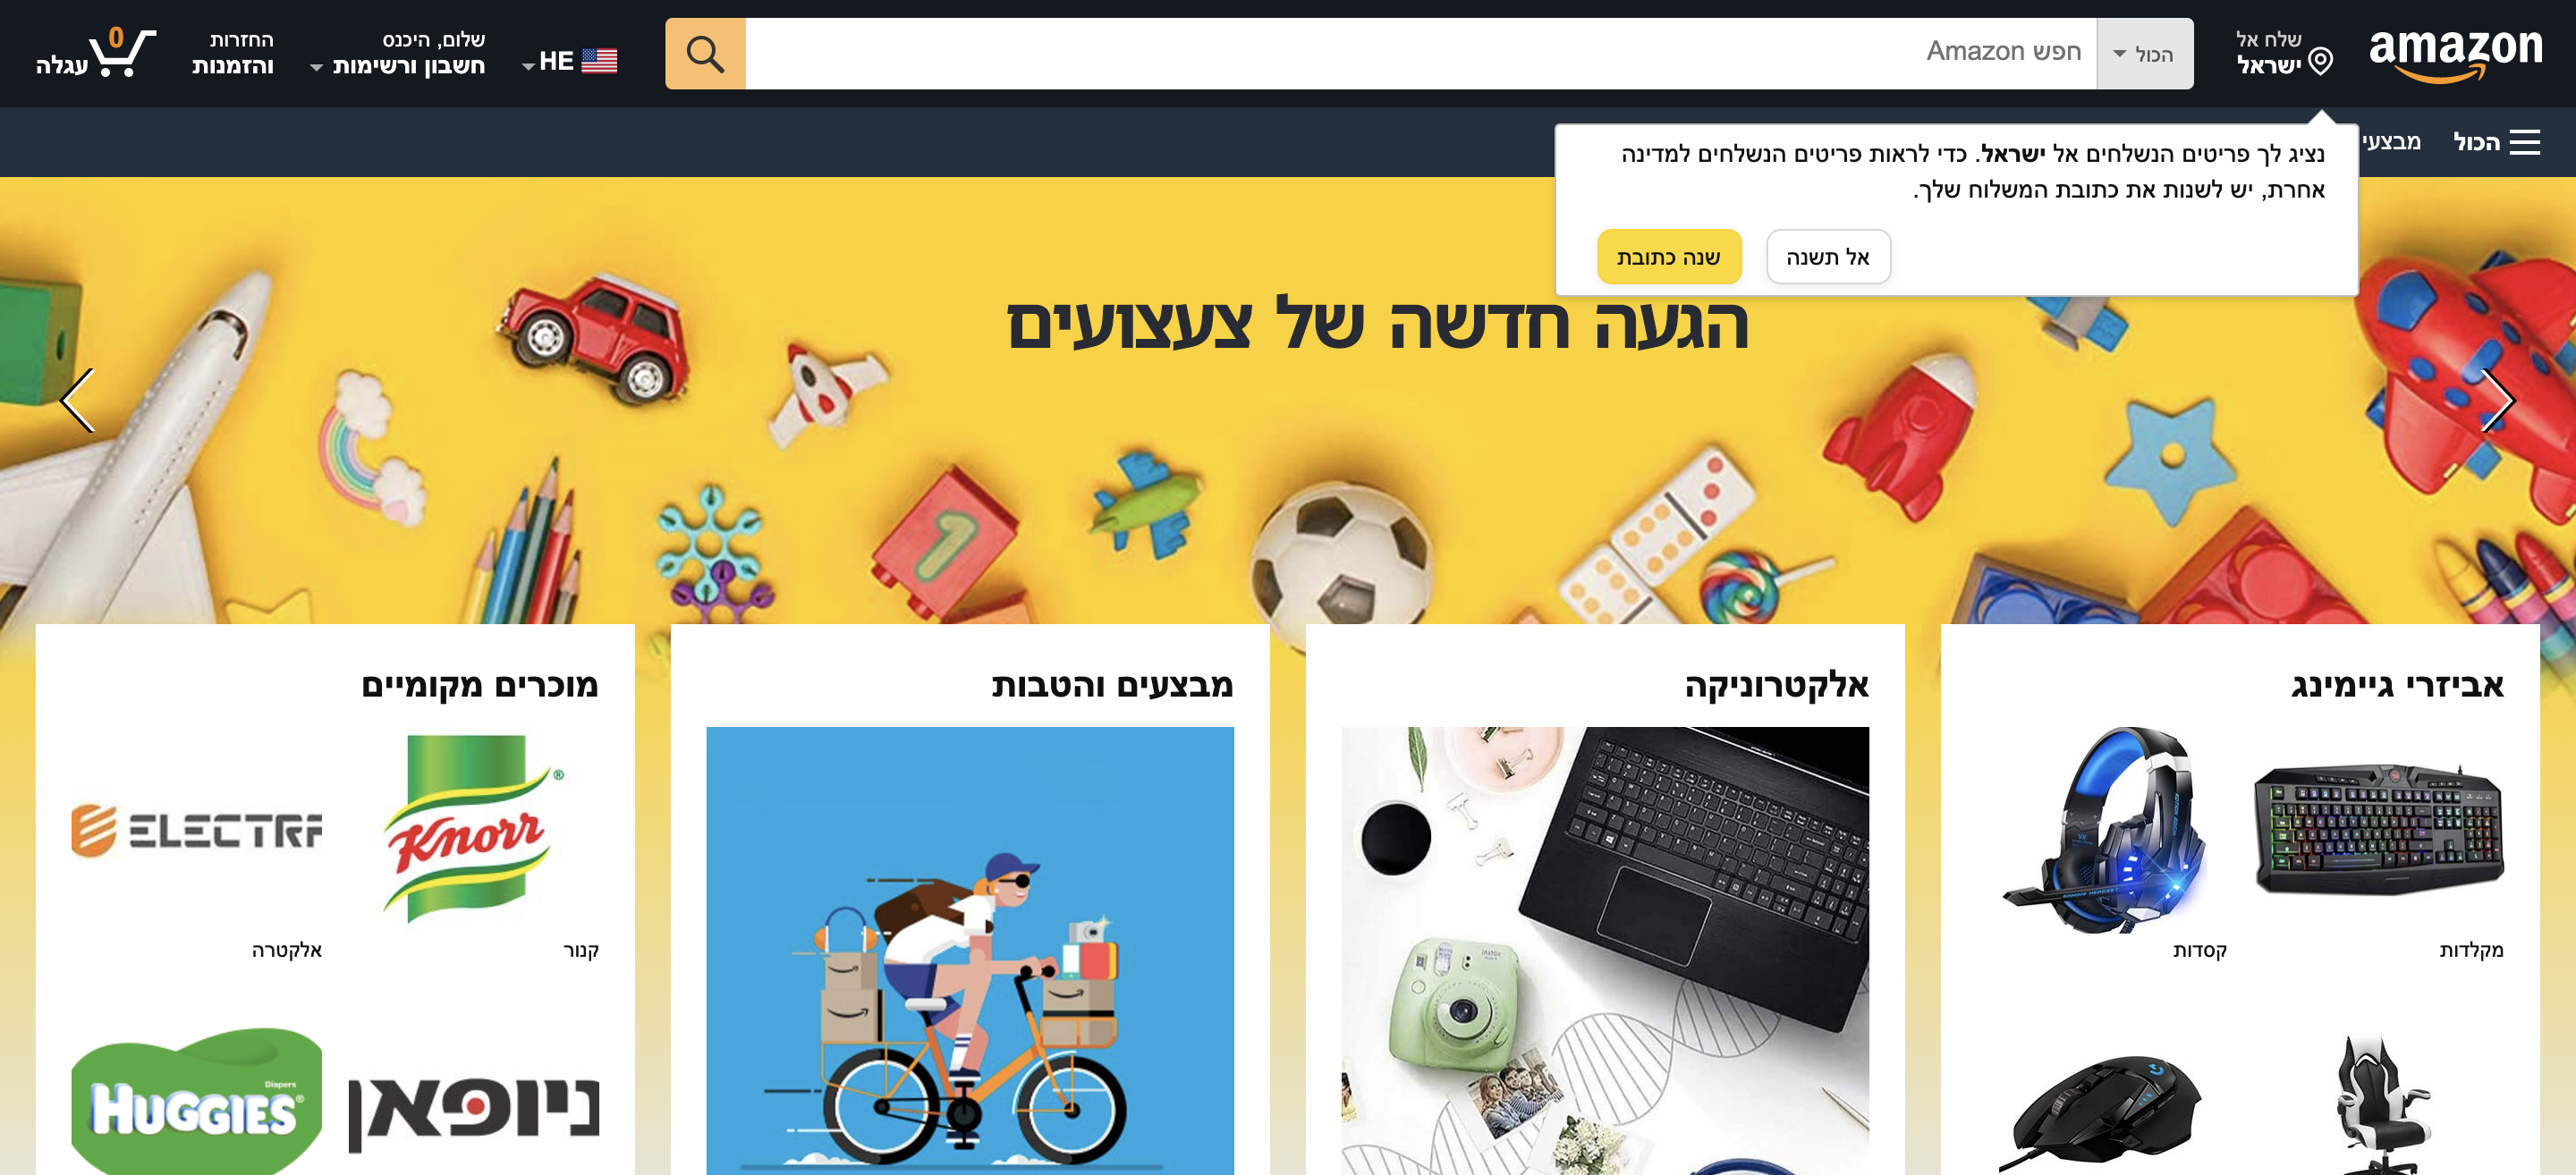 amazon
שלח אל
ישראל
הכול
חפש Amazon
HE
שלום, היכנס
חשבון ורשימות
החזרות
והזמנות
0
עגלה
הכול
מבצעי
נציג לך פריטים הנשלחים אל ישראל. כדי לראות פריטים הנשלחים למדינה
אחרת, יש לשנות את כתובת המשלוח שלך.
אל תשנה
שנה כתובת
הגעה חדשה של צעצועים
1
אביזרי גיימינג
מקלדות
קסדות
אלקטרוניקה
מבצעים והטבות
מוכרים מקומיים
Knorr®
ELECTR
קנור
אלקטרה
ניופאן
Diapers
HUGGIES®